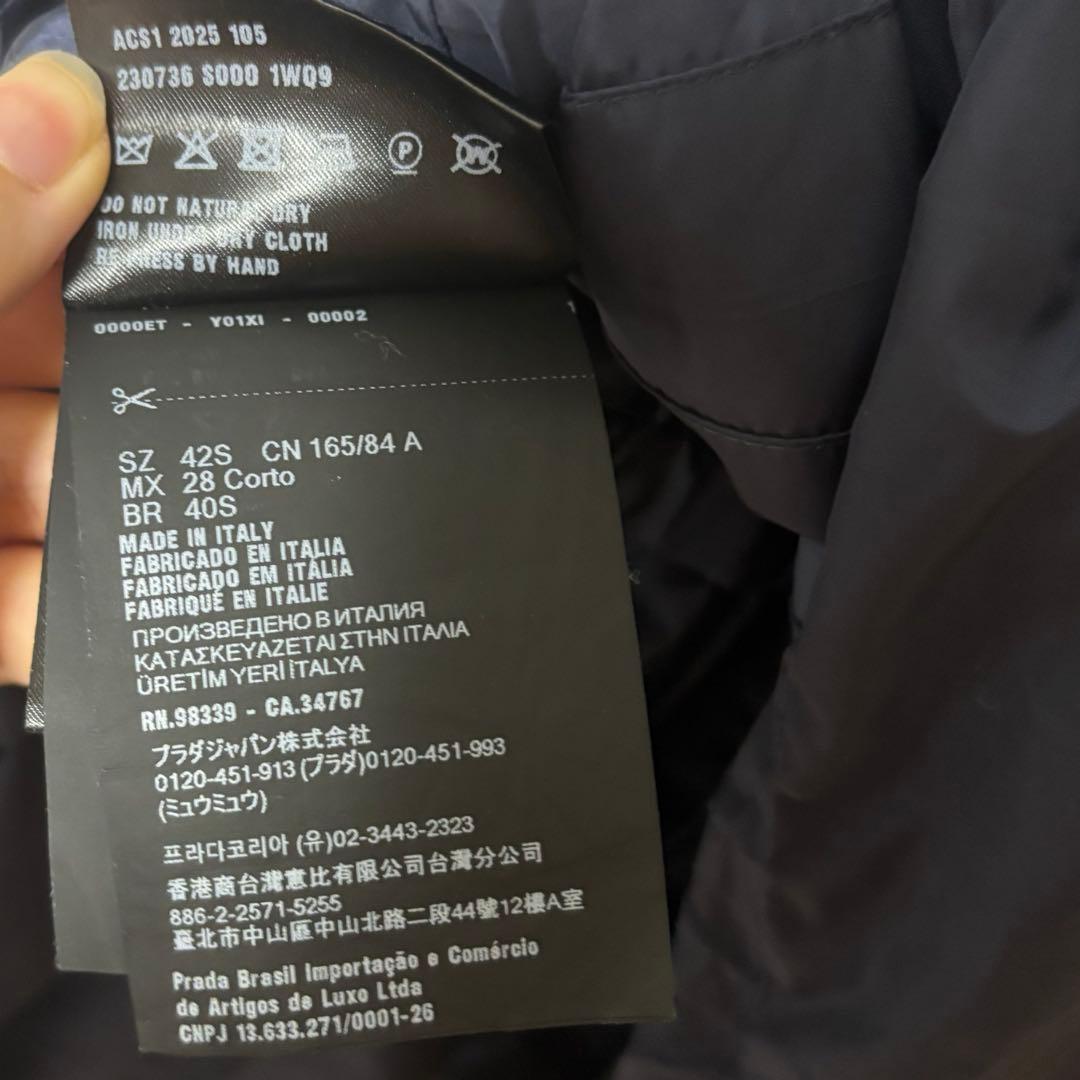 ACS1 2025 105
230736 S000 1WQ9
P W
DO NOT NATURAL DRY
IRON UNDER DRY CLOTH
RE PRESS BY HAND
0000ET - Y01XI - 00002
SZ 42S CN 165/84 A
MX 28 Corto
BR 40S
MADE IN ITALY
FABRICADO EN ITALIA
FABRICADO EM ITÁLIA
FABRIQUÉ EN ITALIE
ПРОИЗВЕДЕНО В ИТАЛИЯ
ΚΑΤΑΣΚΕΥΑΖΕΤΑΙ ΣΤΗΝ ΙΤΑΛΙΑ
ÜRETİM YERİ İTALYA
RN.98339 - CA.34767
プラダジャパン株式会社
0120-451-913 (プラダ)0120-451-993
(ミュウミュウ)
프라다코리아 (유)02-3443-2323
香港商台灣惠比有限公司台灣分公司
886-2-2571-5255
臺北市中山區中山北路二段44號12樓A室
Prada Brasil Importação e Comércio
de Artigos de Luxo Ltda
CNPJ 13.633.271/0001-26